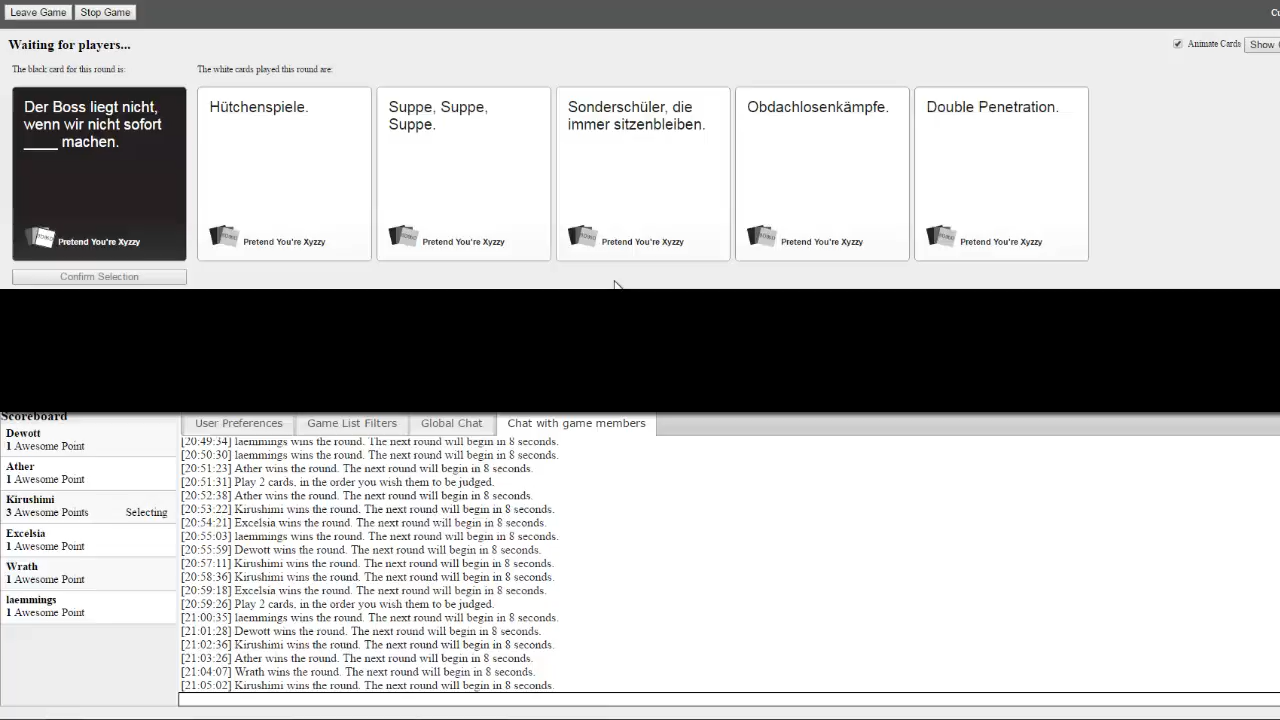 Leave Game Stop Game
Waiting for players...
Animate Cards Show
The black card for this round is: The white cards played this round are:
Der Boss liegt nicht,
wenn wir nicht sofort
____ machen.
Pretend You're Xyzzy
Hütchenspiele.
Pretend You're Xyzzy
Suppe, Suppe,
Suppe.
Pretend You're Xyzzy
Sonderschüler, die
immer sitzenbleiben.
Pretend You're Xyzzy
Obdachlosenkämpfe.
Pretend You're Xyzzy
Double Penetration.
Pretend You're Xyzzy
Confirm Selection
Scoreboard
Dewott
1 Awesome Point
Ather
1 Awesome Point
Kirushimi
3 Awesome Points Selecting
Excelsia
1 Awesome Point
Wrath
1 Awesome Point
laemmings
1 Awesome Point
User Preferences Game List Filters Global Chat Chat with game members
[20:49:34] laemmings wins the round. The next round will begin in 8 seconds.
[20:50:30] laemmings wins the round. The next round will begin in 8 seconds.
[20:51:23] Ather wins the round. The next round will begin in 8 seconds.
[20:51:31] Play 2 cards, in the order you wish them to be judged.
[20:52:38] Ather wins the round. The next round will begin in 8 seconds.
[20:53:22] Kirushimi wins the round. The next round will begin in 8 seconds.
[20:54:21] Excelsia wins the round. The next round will begin in 8 seconds.
[20:55:03] laemmings wins the round. The next round will begin in 8 seconds.
[20:55:59] Dewott wins the round. The next round will begin in 8 seconds.
[20:57:11] Kirushimi wins the round. The next round will begin in 8 seconds.
[20:58:36] Kirushimi wins the round. The next round will begin in 8 seconds.
[20:59:18] Excelsia wins the round. The next round will begin in 8 seconds.
[20:59:26] Play 2 cards, in the order you wish them to be judged.
[21:00:35] laemmings wins the round. The next round will begin in 8 seconds.
[21:01:28] Dewott wins the round. The next round will begin in 8 seconds.
[21:02:36] Kirushimi wins the round. The next round will begin in 8 seconds.
[21:03:26] Ather wins the round. The next round will begin in 8 seconds.
[21:04:07] Wrath wins the round. The next round will begin in 8 seconds.
[21:05:02] Kirushimi wins the round. The next round will begin in 8 seconds.